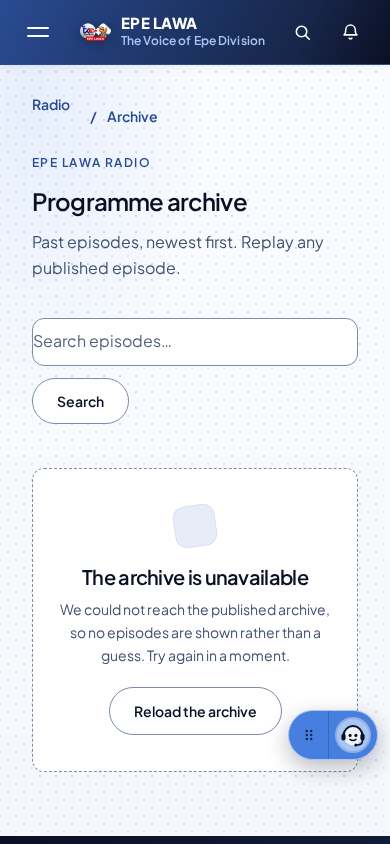 EPE LAWA
The Voice of Epe Division
Radio
/ Archive
EPE LAWA RADIO
Programme archive
Past episodes, newest first. Replay any
published episode.
Search episodes…
Search
The archive is unavailable
We could not reach the published archive,
so no episodes are shown rather than a
guess. Try again in a moment.
Reload the archive